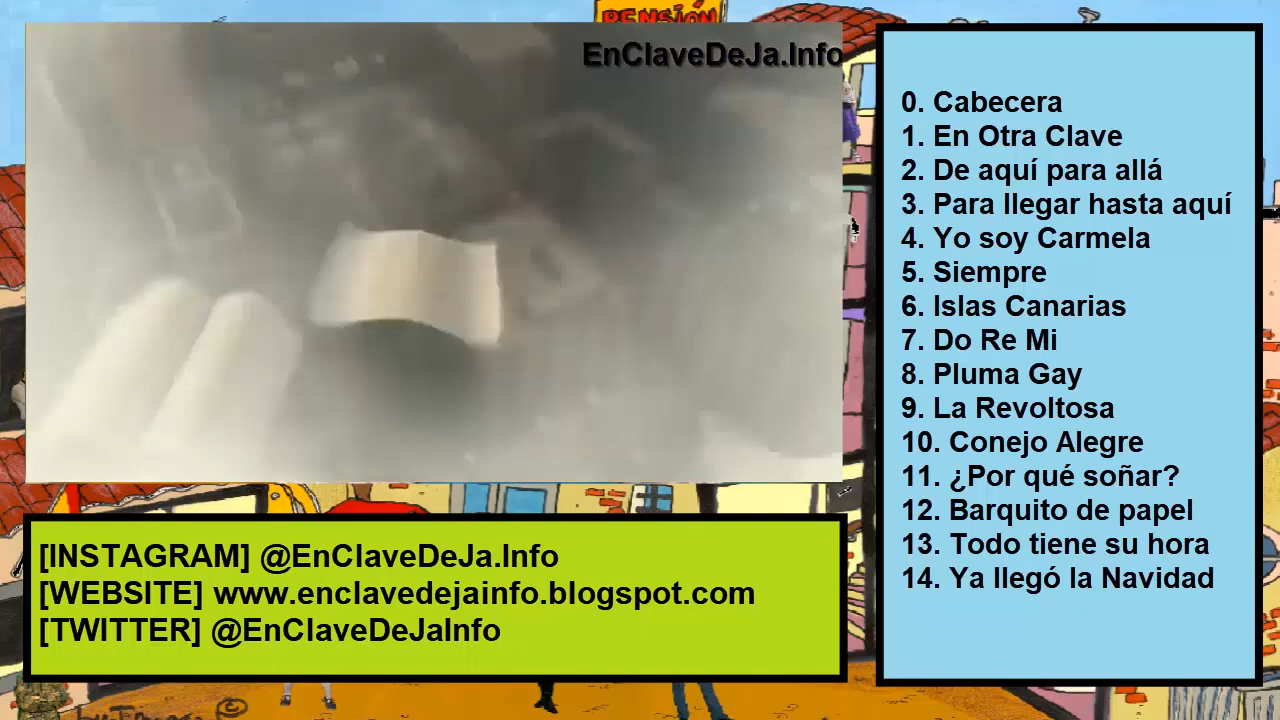 PENSIÓN
EnClaveDeJa.Info
0. Cabecera
1. En Otra Clave
2. De aquí para allá
3. Para llegar hasta aquí
4. Yo soy Carmela
5. Siempre
6. Islas Canarias
7. Do Re Mi
8. Pluma Gay
9. La Revoltosa
10. Conejo Alegre
11. ¿Por qué soñar?
12. Barquito de papel
13. Todo tiene su hora
14. Ya llegó la Navidad
[INSTAGRAM] @EnClaveDeJa.Info
[WEBSITE] www.enclavedejainfo.blogspot.com
[TWITTER] @EnClaveDeJaInfo